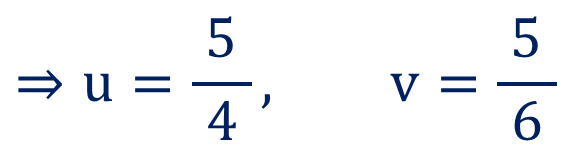 ⇒ u = 5/4, v = 5/6